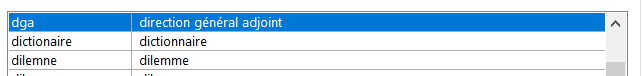 dga direction général adjoint
dictionaire dictionnaire
dilemne dilemme